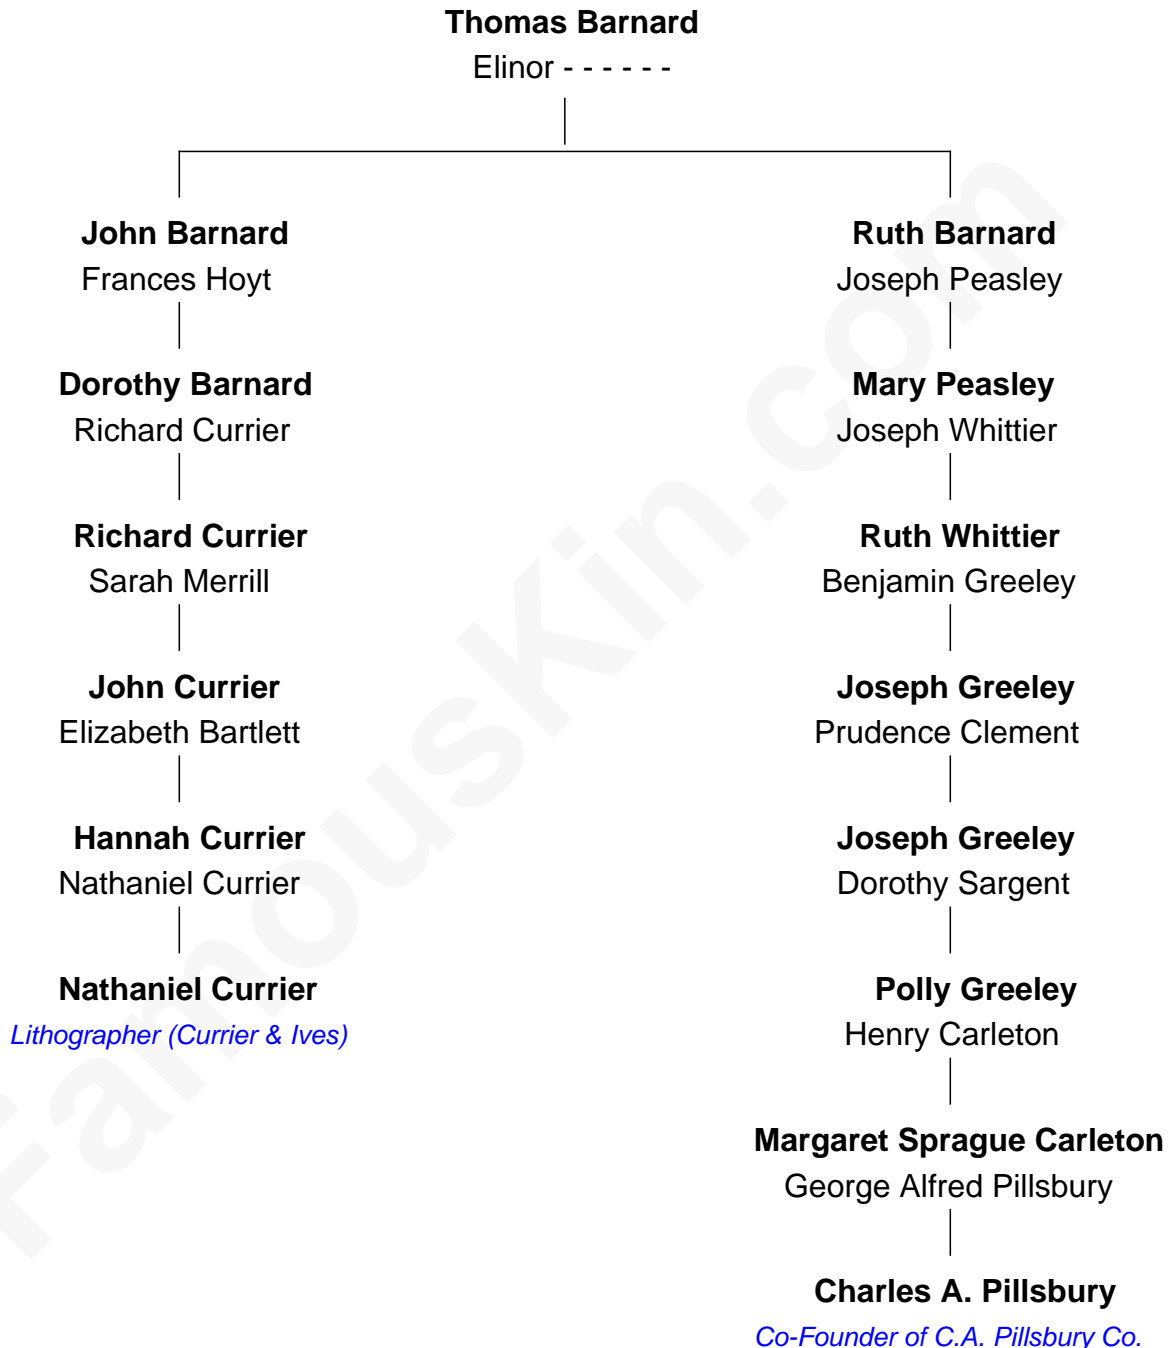 Thomas Barnard
Elinor - - - - - -
John Barnard
Frances Hoyt
Ruth Barnard
Joseph Peasley
Dorothy Barnard
Richard Currier
Mary Peasley
Joseph Whittier
Richard Currier
Sarah Merrill
Ruth Whittier
Benjamin Greeley
John Currier
Elizabeth Bartlett
Joseph Greeley
Prudence Clement
Hannah Currier
Nathaniel Currier
Joseph Greeley
Dorothy Sargent
Nathaniel Currier
Lithographer (Currier & Ives)
Polly Greeley
Henry Carleton
Margaret Sprague Carleton
George Alfred Pillsbury
Charles A. Pillsbury
Co-Founder of C.A. Pillsbury Co.
FamousKin.com